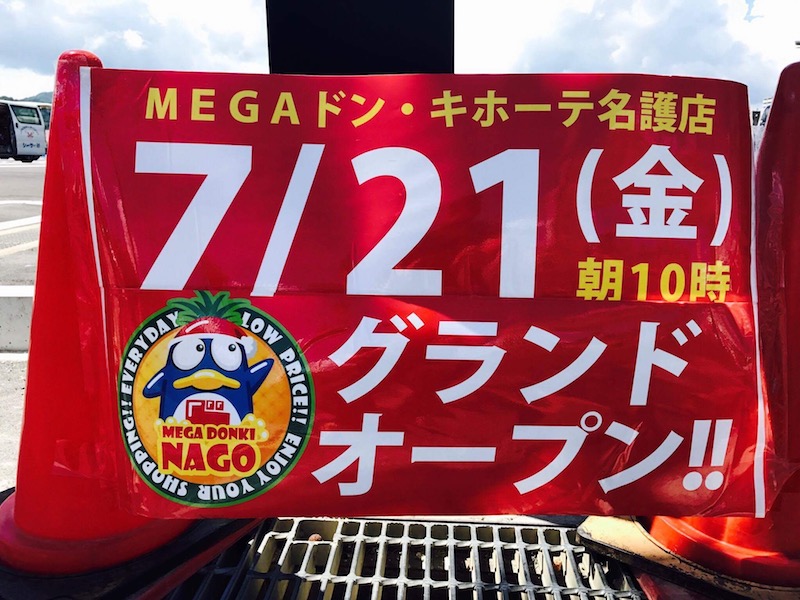 MEGAドン・キホーテ名護店
7/21(金)
朝10時
グランド
オープン!!
EVERYDAY LOW PRICE!! ENJOY YOUR SHOPPING!!
MEGA DONKI
NAGO